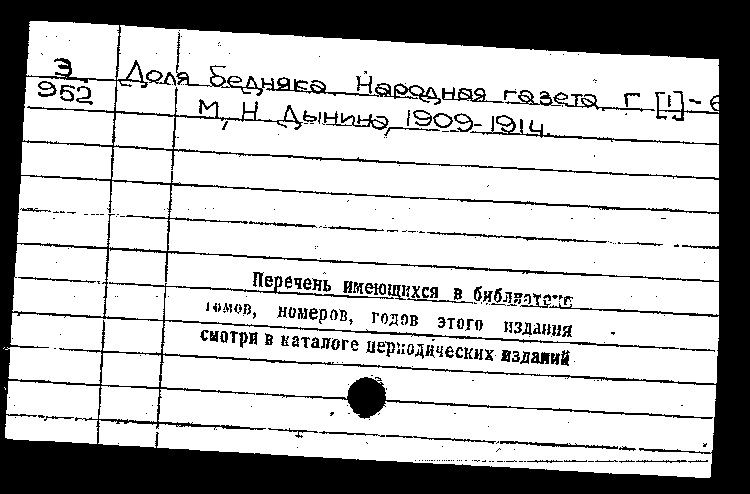 З
952
Доля бедняка. Народная газета. Г. [1]-6
М, Н. Дынина, 1909-1914.
Перечень имеющихся в библиотеке
томов, номеров, годов этого издания
смотри в каталоге периодических изданий